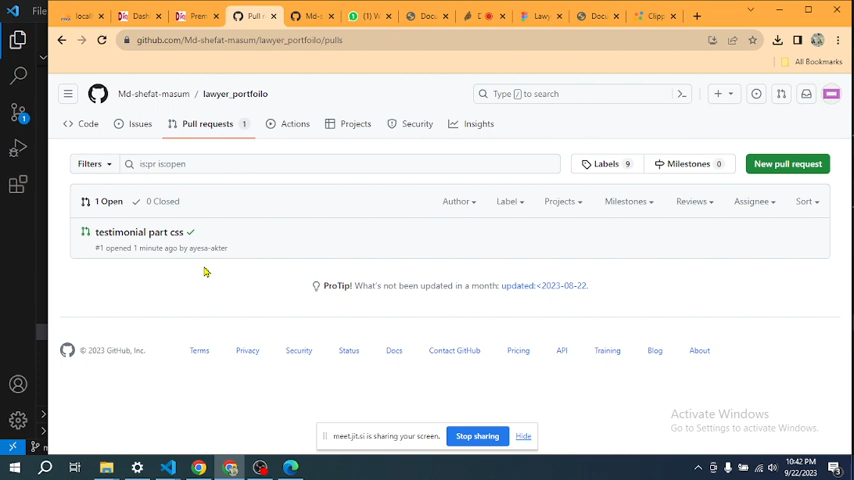 File
locall
Dash
Prem
Pull r
Md-s
(1) V
Docu
D
Lawy
Docu
Clipp
github.com/Md-shefat-masum/lawyer_portfoilo/pulls
All Bookmarks
Md-shefat-masum / lawyer_portfoilo
Type / to search
Code
Issues
Pull requests 1
Actions
Projects
Security
Insights
Filters
is:pr is:open
Labels 9
Milestones 0
New pull request
1 Open
0 Closed
Author
Label
Projects
Milestones
Reviews
Assignee
Sort
testimonial part css
#1 opened 1 minute ago by ayesa-akter
ProTip! What's not been updated in a month: updated:<2023-08-22.
© 2023 GitHub, Inc.
Terms
Privacy
Security
Status
Docs
Contact GitHub
Pricing
API
Training
Blog
About
Activate Windows
Go to Settings to activate Windows.
meet.jit.si is sharing your screen.
Stop sharing
Hide
10:42 PM
9/22/2023